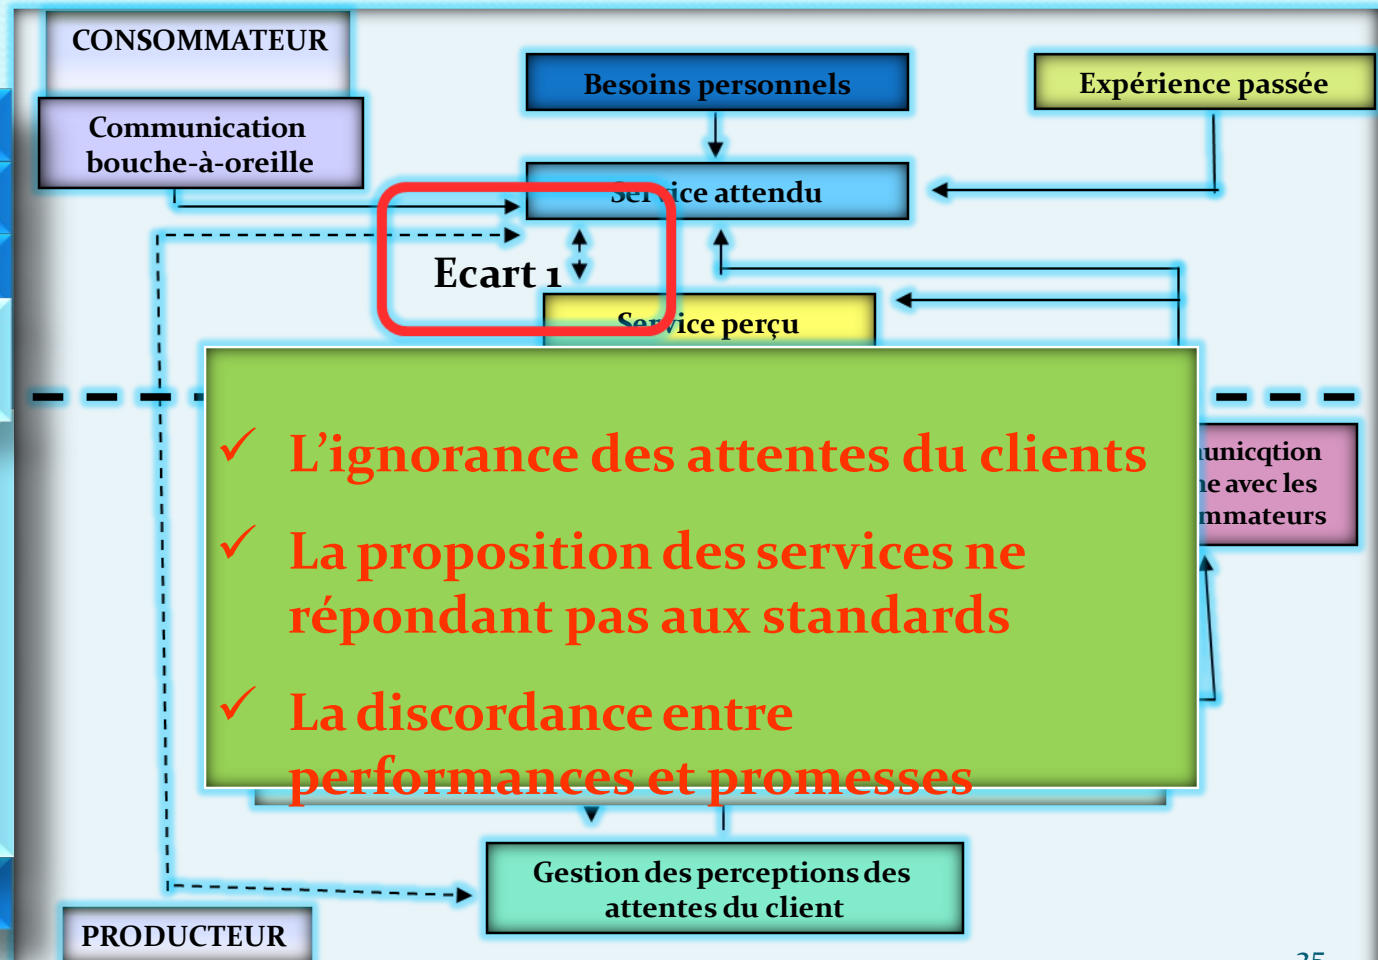 CONSOMMATEUR
Besoins personnels
Expérience passée
Communication
bouche-à-oreille
Service attendu
Ecart 1
Service perçu
✓ L’ignorance des attentes du clients
✓ La proposition des services ne
répondant pas aux standards
✓ La discordance entre
performances et promesses
avec les
Gestion des perceptions des
attentes du client
PRODUCTEUR